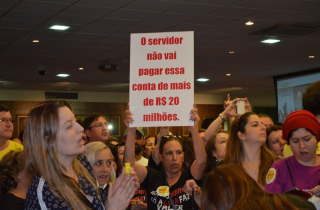 O servidor
não vai
pagar essa
conta de mais
de R$ 20
milhões.